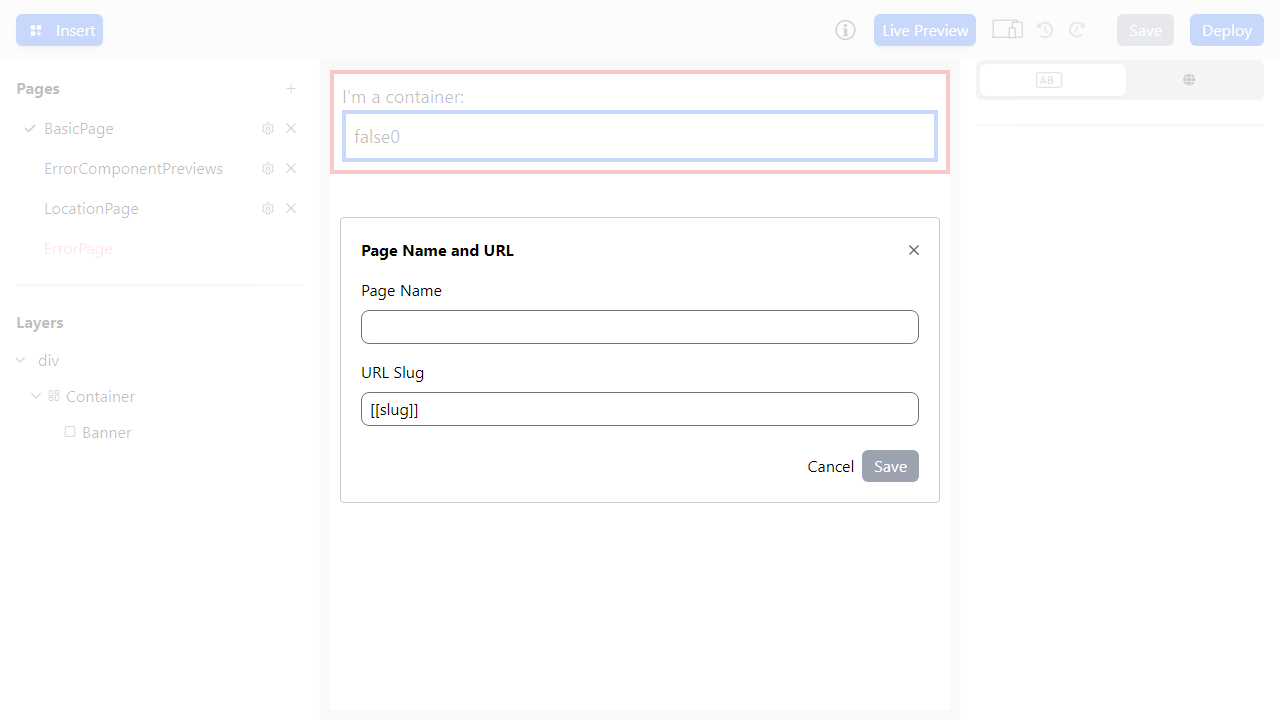 Insert
Live Preview
Save
Deploy
Pages
BasicPage
ErrorComponentPreviews
LocationPage
ErrorPage
Layers
div
Container
Banner
I'm a container:
false0
Page Name and URL
Page Name
URL Slug
[[slug]]
Cancel
Save
AB